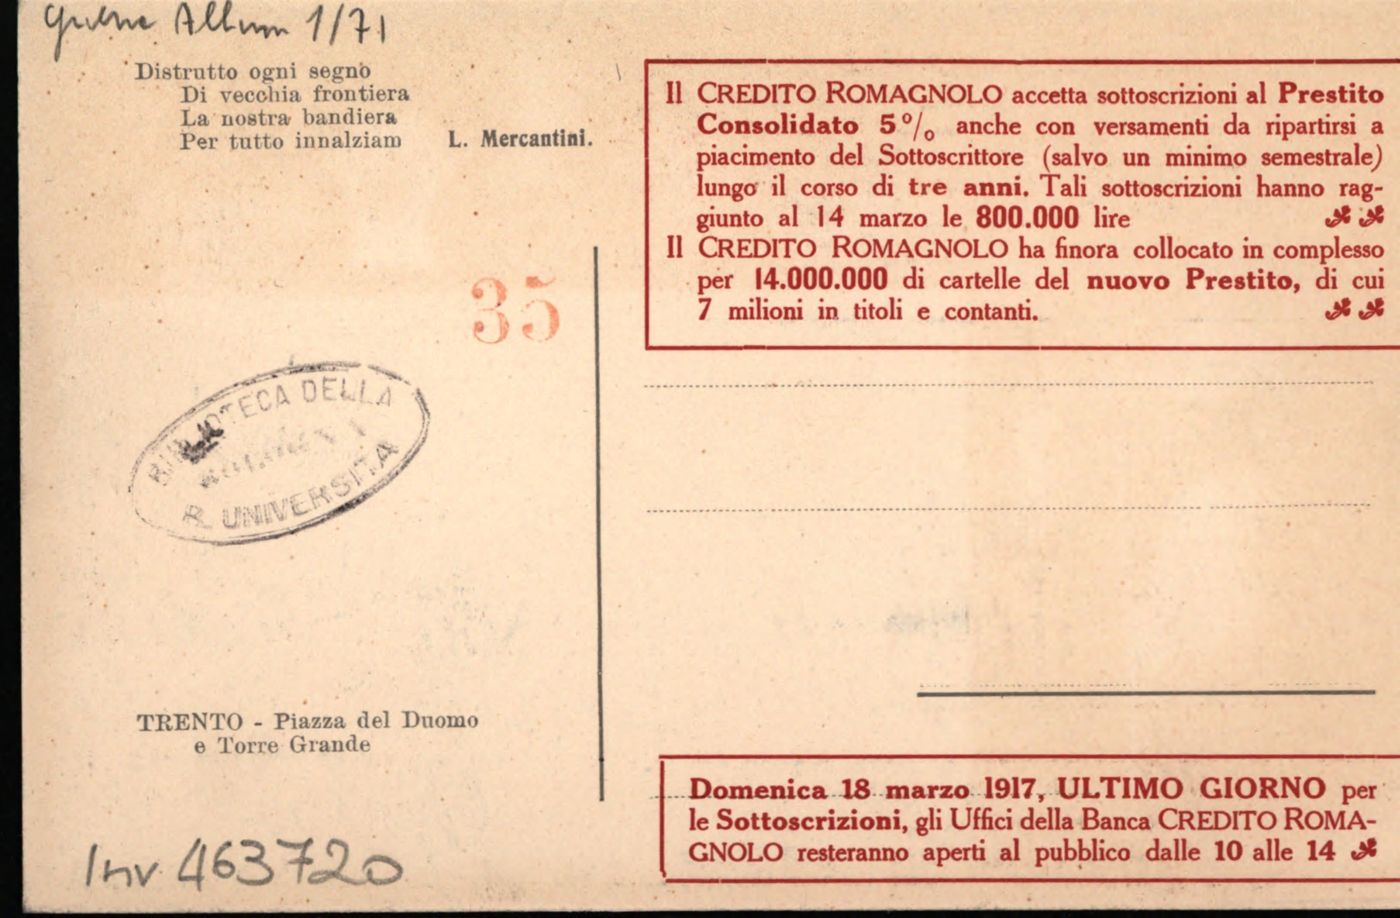 Album 1/71
Distrutto ogni segno
Di vecchia frontiera
La nostra bandiera
Per tutto innalziam
L. Mercantini.
35
BIBLIOTECA DELLA
R. UNIVERSITA
TRENTO - Piazza del Duomo
e Torre Grande
Inv 463720
Il CREDITO ROMAGNOLO accetta sottoscrizioni al Prestito
Consolidato 5% anche con versamenti da ripartirsi a
piacimento del Sottoscrittore (salvo un minimo semestrale)
lungo il corso di tre anni. Tali sottoscrizioni hanno rag-
giunto al 14 marzo le 800.000 lire
Il CREDITO ROMAGNOLO ha finora collocato in complesso
per 14.000.000 di cartelle del nuovo Prestito, di cui
7 milioni in titoli e contanti.
Domenica 18 marzo 1917, ULTIMO GIORNO per
le Sottoscrizioni, gli Uffici della Banca CREDITO ROMA-
GNOLO resteranno aperti al pubblico dalle 10 alle 14